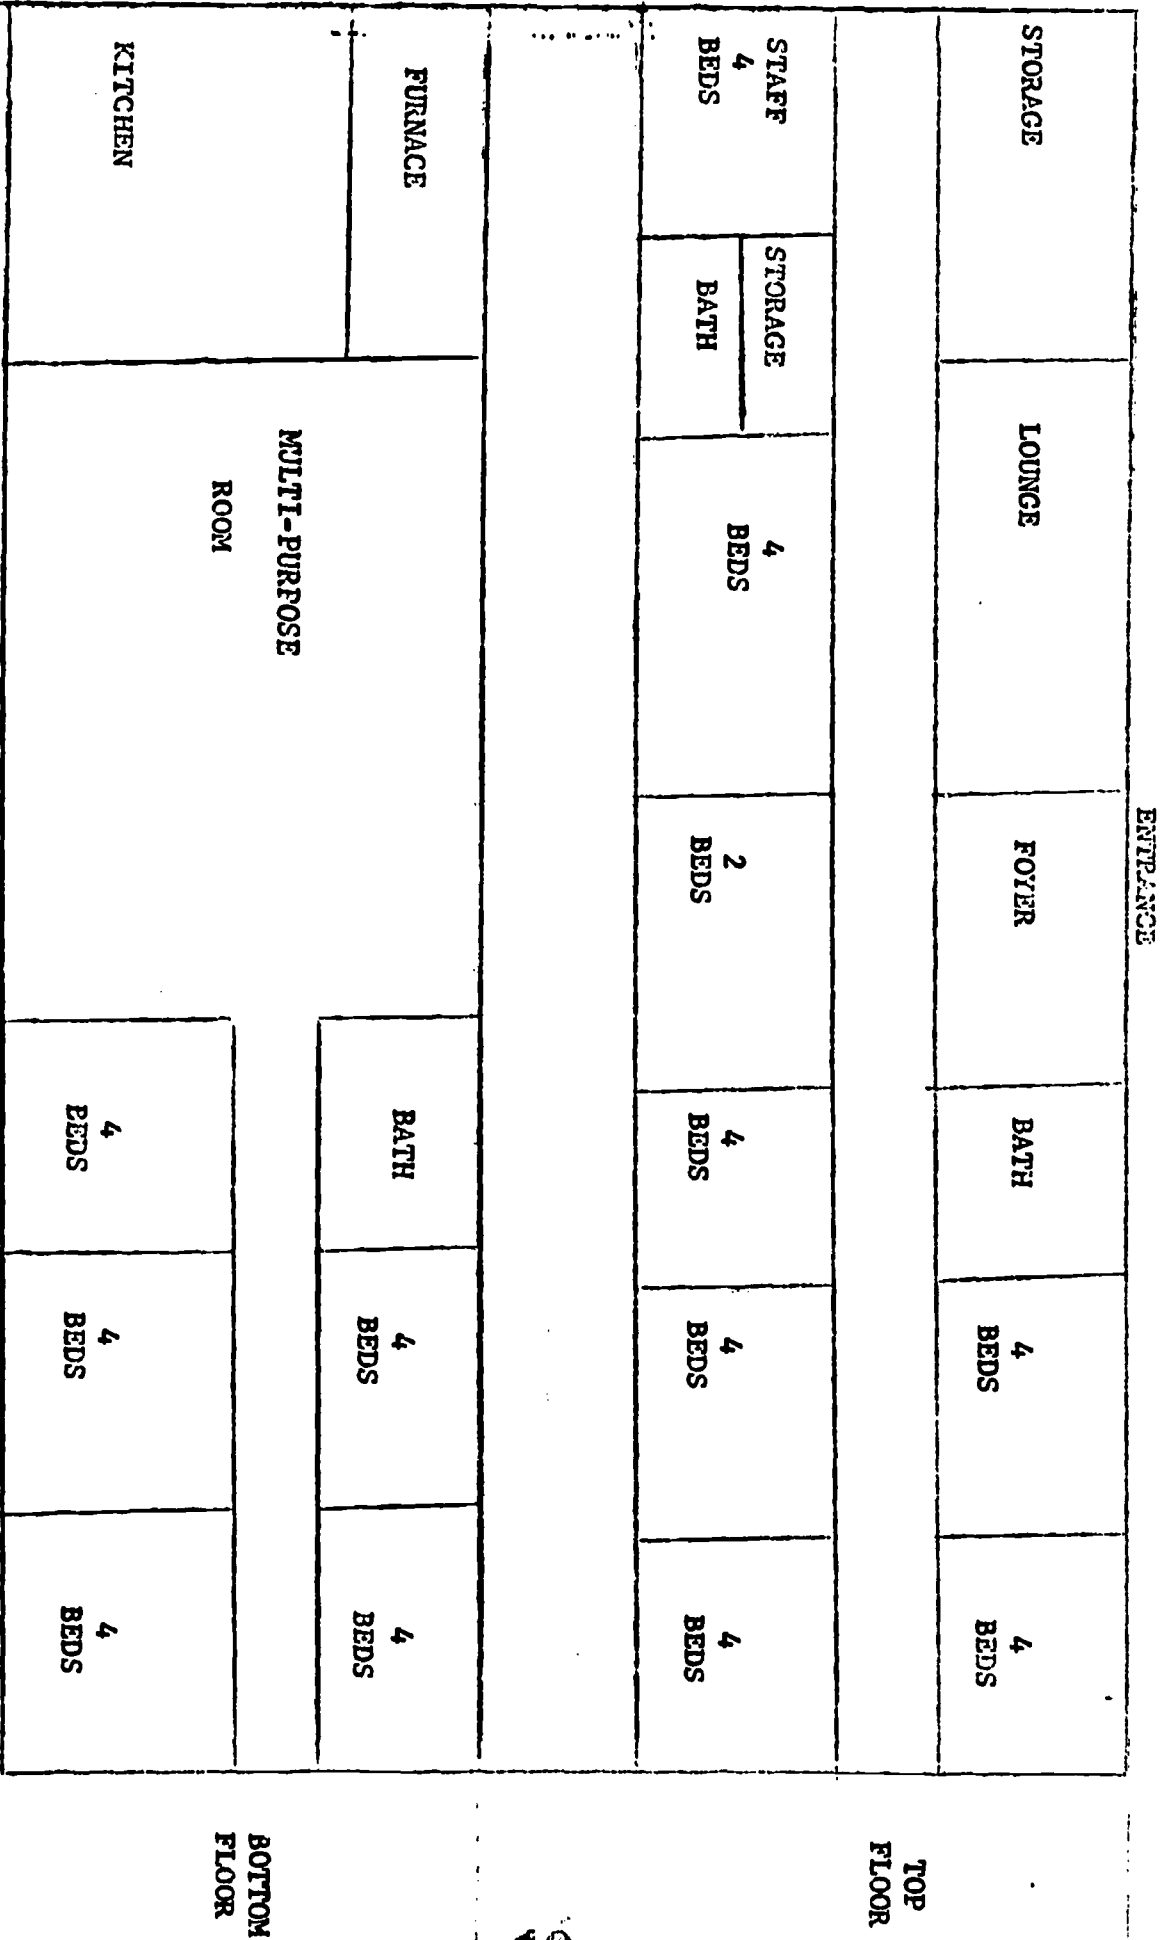 ENTRANCE
STORAGE
LOUNGE
FOYER
BATH
4
BEDS
4
BEDS
TOP
FLOOR
STAFF
4
BEDS
STORAGE
BATH
4
BEDS
2
BEDS
4
BEDS
4
BEDS
4
BEDS
FURNACE
KITCHEN
MULTI-PURPOSE
ROOM
BATH
4
BEDS
4
BEDS
4
BEDS
4
BEDS
4
BEDS
BOTTOM
FLOOR